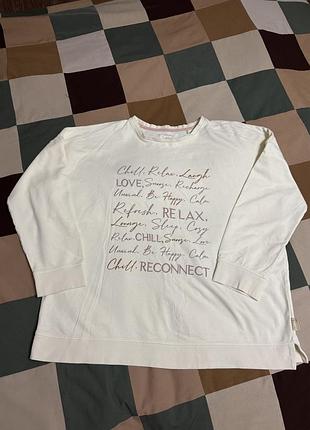 Chill, Relax, Laugh
LOVE, Snooze, Recharge
Unwind, Be Happy, Calm
Refresh, RELAX,
Lounge, Sleep, Cosy
Relax, CHILL, Snooze, Love
Unwind, Be Happy, Calm
Chill, RECONNECT